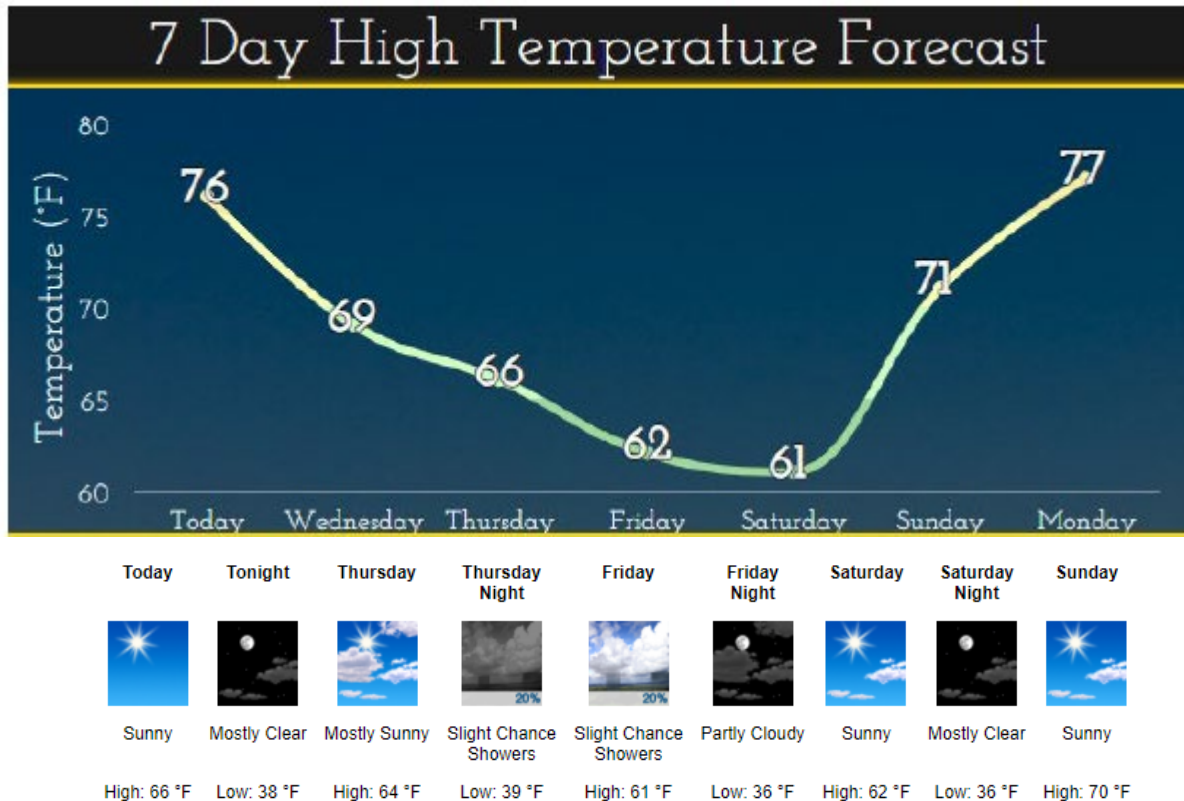 7 Day High Temperature Forecast
Temperature (°F)
80
75
70
65
60
76
69
66
62
61
71
77
Today Wednesday Thursday Friday Saturday Sunday Monday
Today Tonight Thursday Thursday Night Friday Friday Night Saturday Saturday Night Sunday
20% 20%
Sunny Mostly Clear Mostly Sunny Slight Chance Showers Slight Chance Showers Partly Cloudy Sunny Mostly Clear Sunny
High: 66 °F Low: 38 °F High: 64 °F Low: 39 °F High: 61 °F Low: 36 °F High: 62 °F Low: 36 °F High: 70 °F